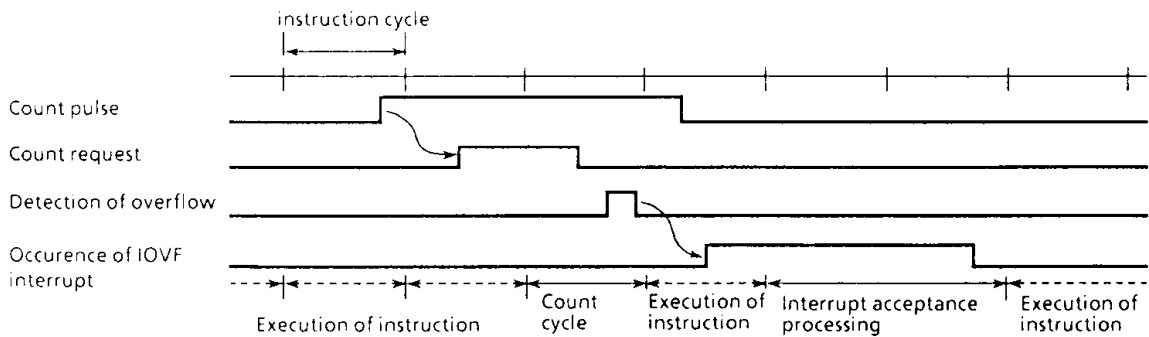 instruction cycle
Count pulse
Count request
Detection of overflow
Occurence of IOVF
interrupt
Execution of instruction
Count
cycle
Execution of
instruction
Interrupt acceptance
processing
Execution of
instruction